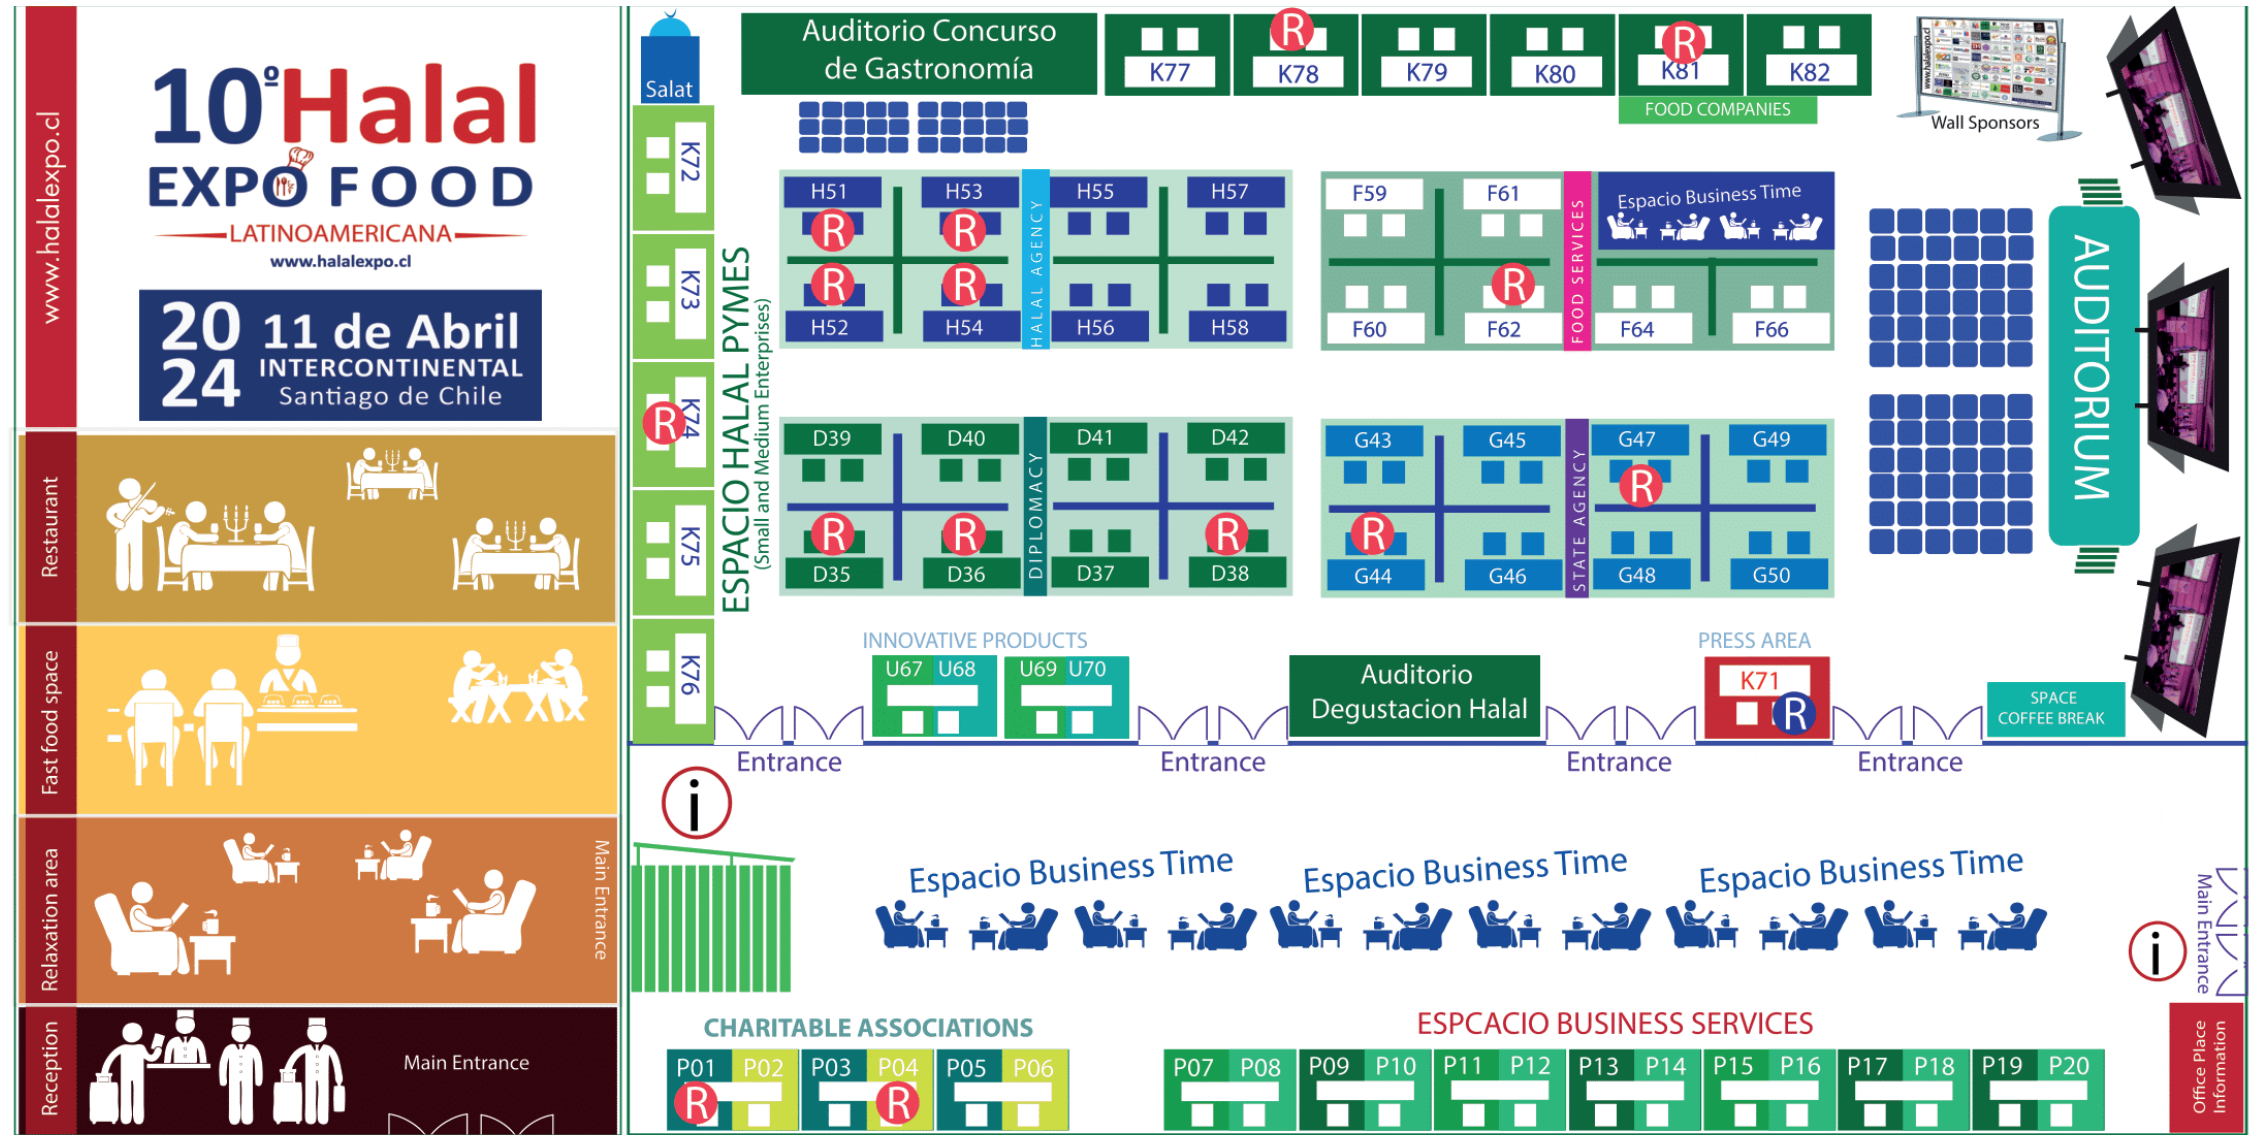 www.halalexpo.cl
10º Halal
EXPO FOOD
LATINOAMERICANA
www.halalexpo.cl
20
24
11 de Abril
INTERCONTINENTAL
Santiago de Chile
Restaurant
Fast food space
Relaxation area
Main Entrance
Reception
Main Entrance
Salat
Auditorio Concurso
de Gastronomía
K77
R
K78
K79
K80
R
K81
K82
FOOD COMPANIES
www.halalexpo.cl
Wall Sponsors
K72
K73
R
K74
K75
K76
ESPACIO HALAL PYMES
(Small and Medium Enterprises)
H51
H53
H55
H57
R
R
R
R
H52
H54
H56
H58
HALAL AGENCY
F59
F61
Espacio Business Time
R
F60
F62
F64
F66
FOOD SERVICES
AUDITORIUM
D39
D40
D41
D42
R
R
R
D35
D36
D37
D38
DIPLOMACY
G43
G45
G47
G49
R
R
G44
G46
G48
G50
STATE AGENCY
INNOVATIVE PRODUCTS
U67 U68
U69 U70
Auditorio
Degustacion Halal
PRESS AREA
K71
R
SPACE
COFFEE BREAK
Entrance
Entrance
Entrance
Entrance
i
Espacio Business Time
Espacio Business Time
Espacio Business Time
Main Entrance
i
CHARITABLE ASSOCIATIONS
P01 P02
P03 P04
P05 P06
R
R
ESPCACIO BUSINESS SERVICES
P07 P08
P09 P10
P11 P12
P13 P14
P15 P16
P17 P18
P19 P20
Office Place
Information